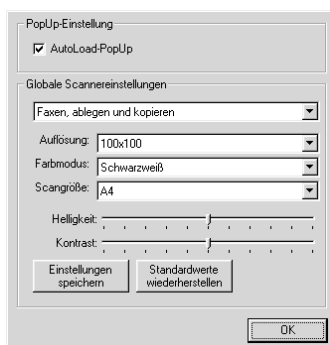 PopUp-Einstellung
AutoLoad-PopUp
Globale Scannereinstellungen
Faxen, ablegen und kopieren
Auflösung: 100x100
Farbmodus: Schwarzweiß
Scangröße: A4
Helligkeit:
Kontrast:
Einstellungen speichern
Standardwerte wiederherstellen
OK